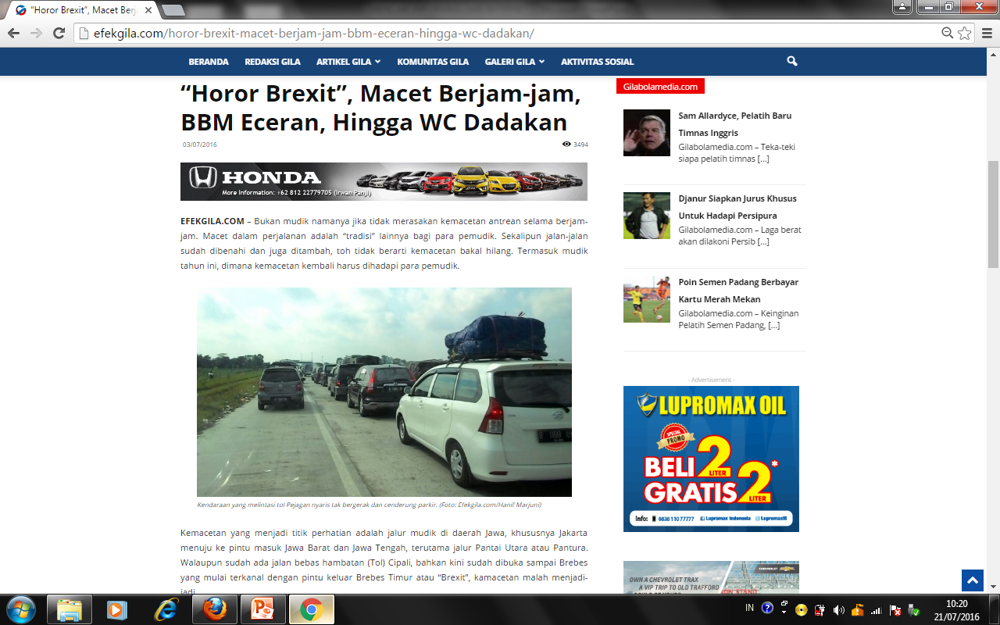 "Horor Brexit", Macet Berj
efekgila.com/horor-brexit-macet-berjam-jam-bbm-eceran-hingga-wc-dadakan/
BERANDA REDAKSI GILA ARTIKEL GILA KOMUNITAS GILA GALERI GILA AKTIVITAS SOSIAL
“Horor Brexit”, Macet Berjam-jam,
BBM Eceran, Hingga WC Dadakan
03/07/2016 3494
HONDA
More Information: +62 812 22779705 (Irwan Panji)
EFEKGILA.COM – Bukan mudik namanya jika tidak merasakan kemacetan antrean selama berjam-
jam. Macet dalam perjalanan adalah “tradisi” lainnya bagi para pemudik. Sekalipun jalan-jalan
sudah dibenahi dan juga ditambah, toh tidak berarti kemacetan bakal hilang. Termasuk mudik
tahun ini, dimana kemacetan kembali harus dihadapi para pemudik.
Kendaraan yang melintasi tol Pejagan nyaris tak bergerak dan cenderung parkir. (Foto: Efekgila.com/Hanif Marjuni)
Kemacetan yang menjadi titik perhatian adalah jalur mudik di daerah Jawa, khususnya Jakarta
menuju ke pintu masuk Jawa Barat dan Jawa Tengah, terutama jalur Pantai Utara atau Pantura.
Walaupun sudah ada jalan bebas hambatan (Tol) Cipali, bahkan kini sudah dibuka sampai Brebes
yang mulai dikanal dengan pintu keluar Brebes Timur atau “Brexit”, kamacetan malah menjadi-
jadi.
Gilabolamedia.com
Sam Allardyce, Pelatih Baru
Timnas Inggris
Gilabolamedia.com – Teka-teki
siapa pelatih timnas [...]
Djanur Siapkan Jurus Khusus
Untuk Hadapi Persipura
Gilabolamedia.com – Laga berat
akan dilakoni Persib [...]
Poin Semen Padang Berbayar
Kartu Merah Mekan
Gilabolamedia.com – Keinginan
Pelatih Semen Padang, [...]
- Advertisement -
LUPROMAX OIL
SPECIAL
PROMO
BELI 2 LITER
GRATIS 2 LITER *
Info: 0838 110 77777 Lupromax Indonesia LupromaxID
OWN A CHEVROLET TRAX
A VIP TRIP TO OLD TRAFFORD
IN 10:20
21/07/2016